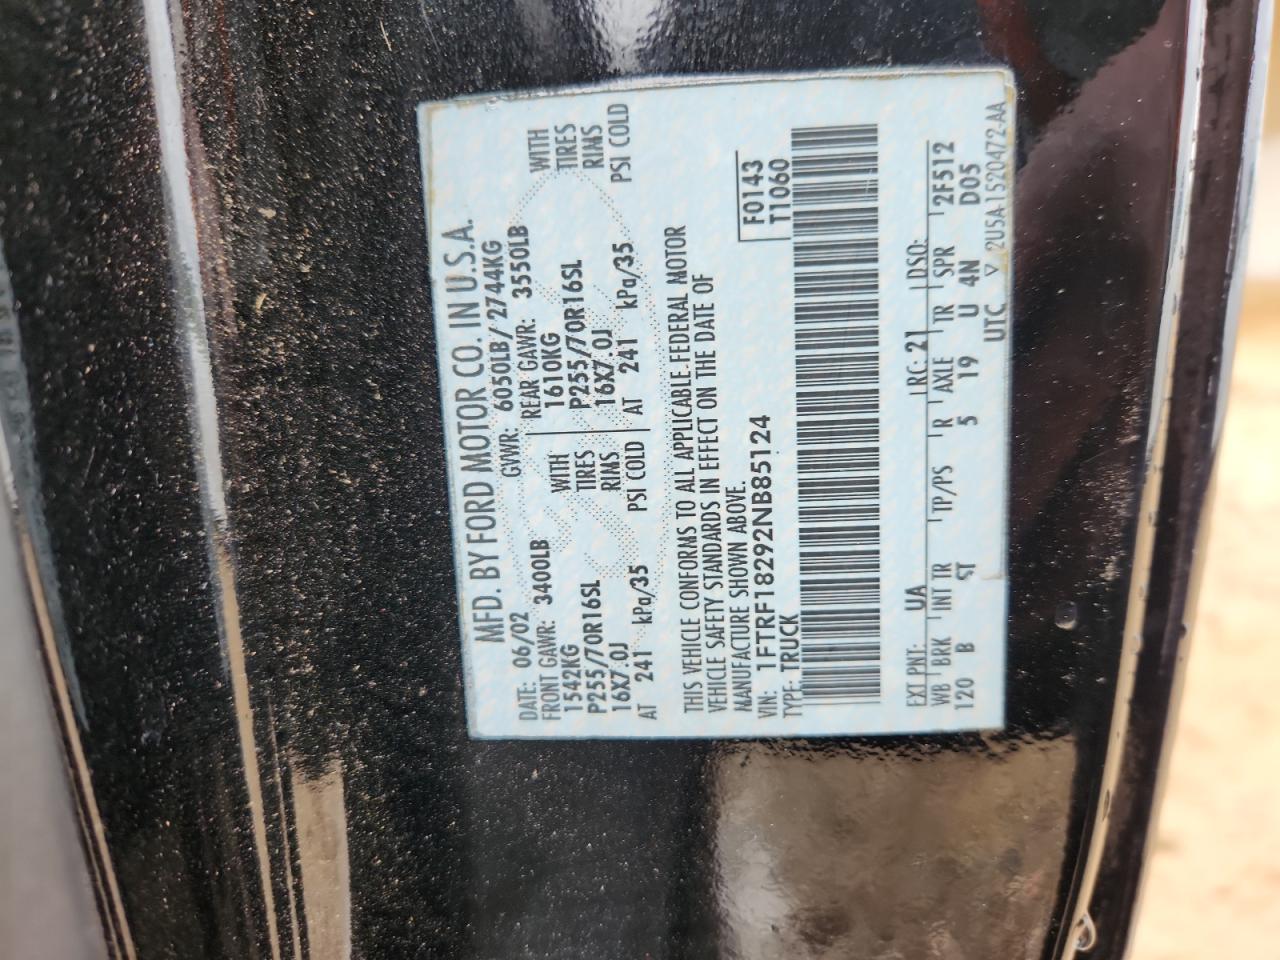 MFD. BY FORD MOTOR CO. IN U.S.A.
DATE: 06/02 GVWR: 6050LB/ 2744KG
FRONT GAWR: 3400LB REAR GAWR: 3550LB
1542KG WITH 1610KG WITH
P255/70R16SL TIRES P255/70R16SL TIRES
16X7.0J RIMS 16X7.0J RIMS
AT 241 kPa/35 PSI COLD AT 241 kPa/35 PSI COLD
THIS VEHICLE CONFORMS TO ALL APPLICABLE FEDERAL MOTOR
VEHICLE SAFETY STANDARDS IN EFFECT ON THE DATE OF
MANUFACTURE SHOWN ABOVE.
VIN: 1FTRF18292NB85124 F0143
TYPE: TRUCK T1060
EXT PNT: UA RC: 21 DSO:
WB BRK INT TR TP/PS R AXLE TR SPR 2F512
120 B ST 5 19 U 4N D05
UTC ▽ 2U5A-1520472-AA